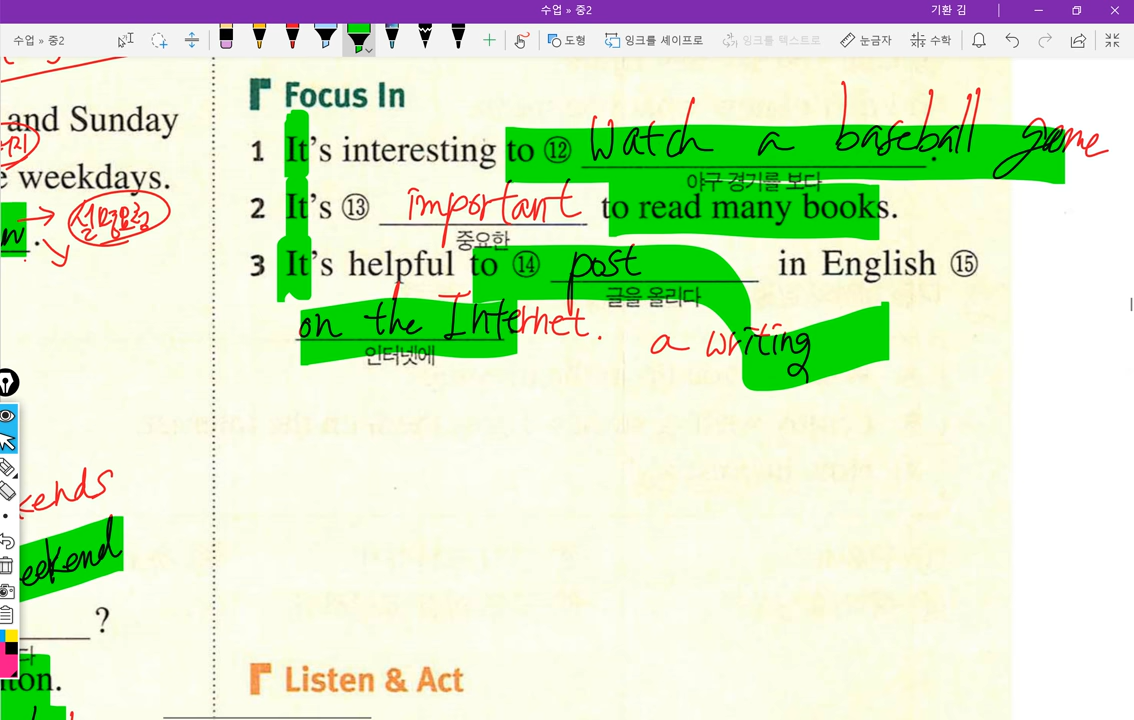 수업 » 중2
기환 김
수업 » 중2
도형
잉크를 셰이프로
잉크를 텍스트로
눈금자
수학
and Sunday
weekdays.
설명요령
kends
eekend
?
다
ton.
Focus In
1 It's interesting to ⑫ Watch a baseball game
야구 경기를 보다
2 It's ⑬ important to read many books.
중요한
3 It's helpful to ⑭ post in English ⑮
글을 올리다
on the Internet. a writing
인터넷에
Listen & Act